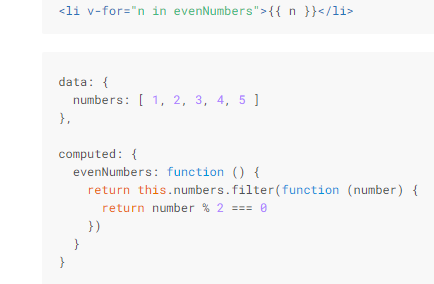 <li v-for="n in evenNumbers">{{ n }}</li>
data: {
  numbers: [ 1, 2, 3, 4, 5 ]
},
computed: {
  evenNumbers: function () {
    return this.numbers.filter(function (number) {
      return number % 2 === 0
    })
  }
}